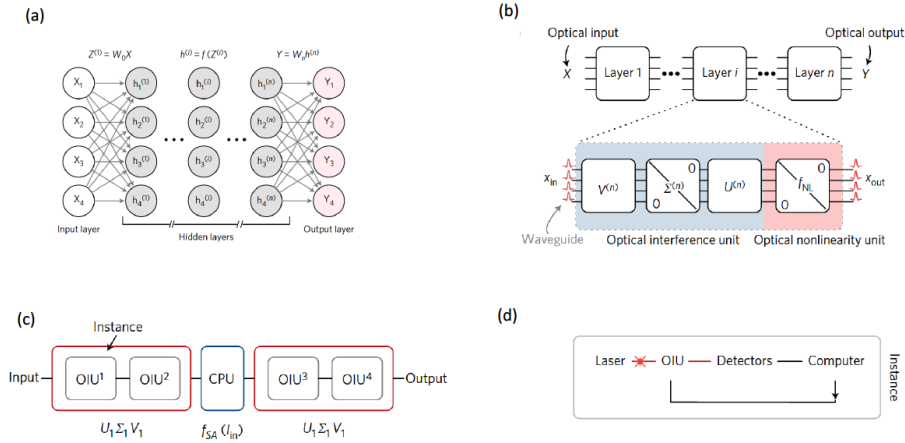 (a)
Z⁽¹⁾ = W₀X h⁽ⁱ⁾ = f (Z⁽ⁱ⁾) Y = Wₙh⁽ⁿ⁾
X₁ h₁⁽¹⁾ h₁⁽ⁱ⁾ h₁⁽ⁿ⁾ Y₁
X₂ h₂⁽¹⁾ h₂⁽ⁱ⁾ h₂⁽ⁿ⁾ Y₂
X₃ h₃⁽¹⁾ h₃⁽ⁱ⁾ h₃⁽ⁿ⁾ Y₃
X₄ h₄⁽¹⁾ h₄⁽ⁱ⁾ h₄⁽ⁿ⁾ Y₄
Input layer Hidden layers Output layer
(b)
Optical input Optical output
X Layer 1 Layer i Layer n Y
x_in V⁽ⁿ⁾ 0 Σ⁽ⁿ⁾ 0 U⁽ⁿ⁾ 0 f_NL 0 x_out
Waveguide
Optical interference unit Optical nonlinearity unit
(c)
Instance
Input OIU¹ OIU² CPU OIU³ OIU⁴ Output
U₁Σ₁V₁ f_SA (I_in) U₁Σ₁V₁
(d)
Laser OIU Detectors Computer
Instance